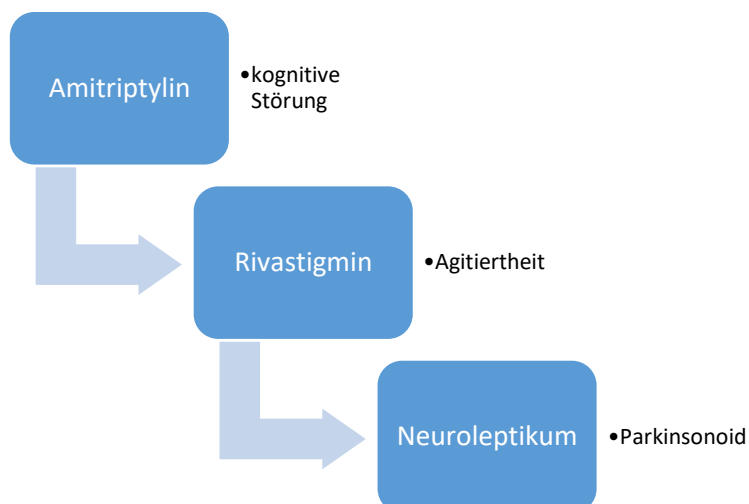 Amitriptylin
•kognitive
Störung
Rivastigmin
•Agitiertheit
Neuroleptikum
•Parkinsonoid